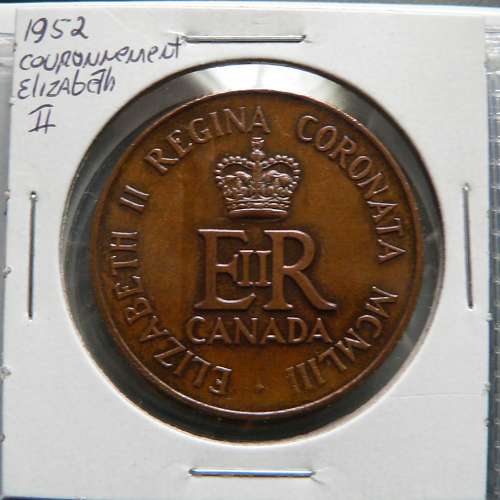 1952
couronnement
Elizabeth
II
ELIZABETH II REGINA CORONATA MCMLIII
EIIR
CANADA